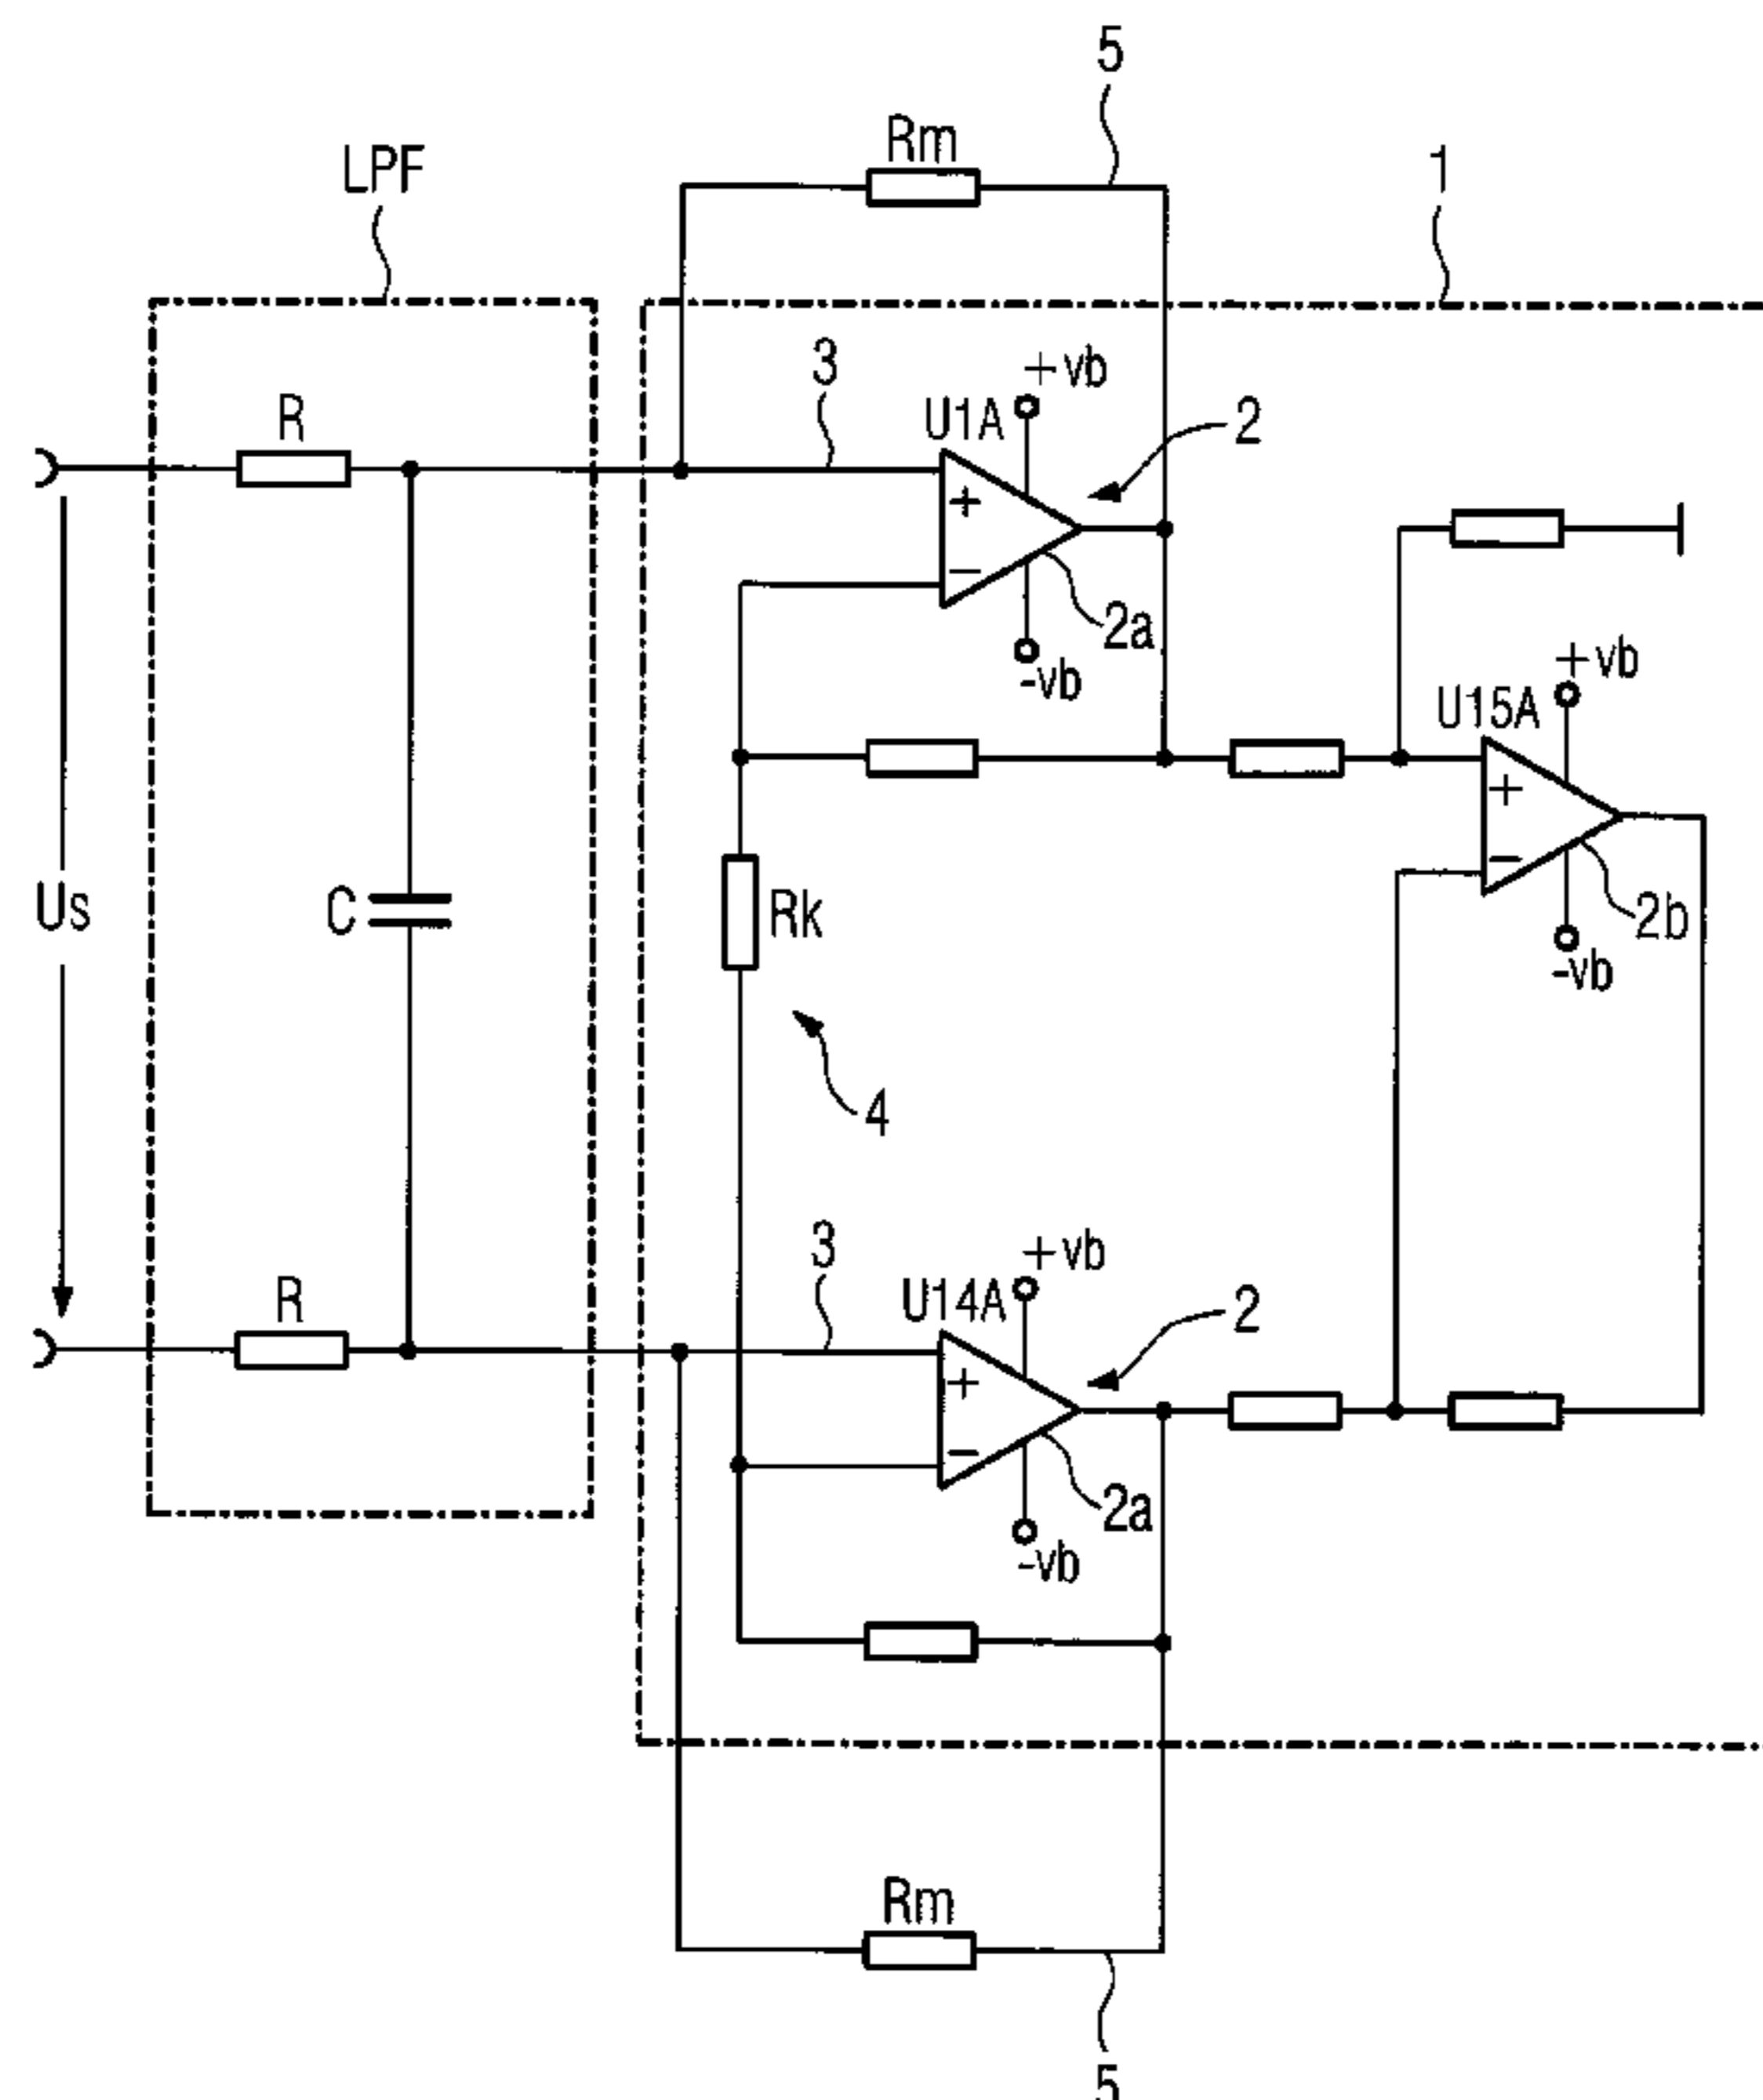 5
Rm
LPF
1
3
+vb
U1A
2
R
+
−
2a
-vb
+vb
U15A
+
−
Us
C
Rk
2b
-vb
4
3
+vb
U14A
2
R
+
−
2a
-vb
Rm
5